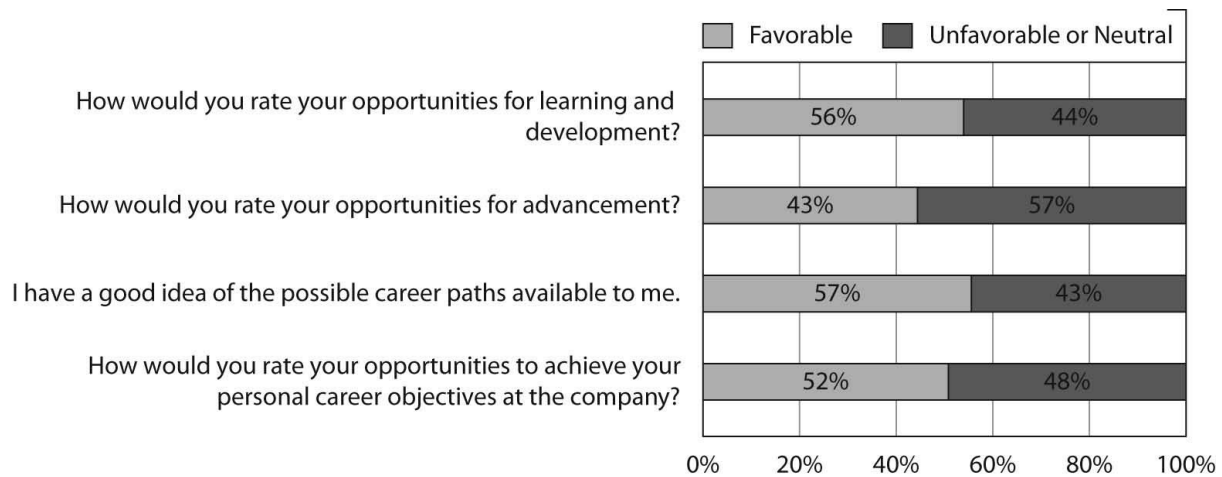 Favorable Unfavorable or Neutral
How would you rate your opportunities for learning and
development?
56% 44%
How would you rate your opportunities for advancement?
43% 57%
I have a good idea of the possible career paths available to me.
57% 43%
How would you rate your opportunities to achieve your
personal career objectives at the company?
52% 48%
0% 20% 40% 60% 80% 100%